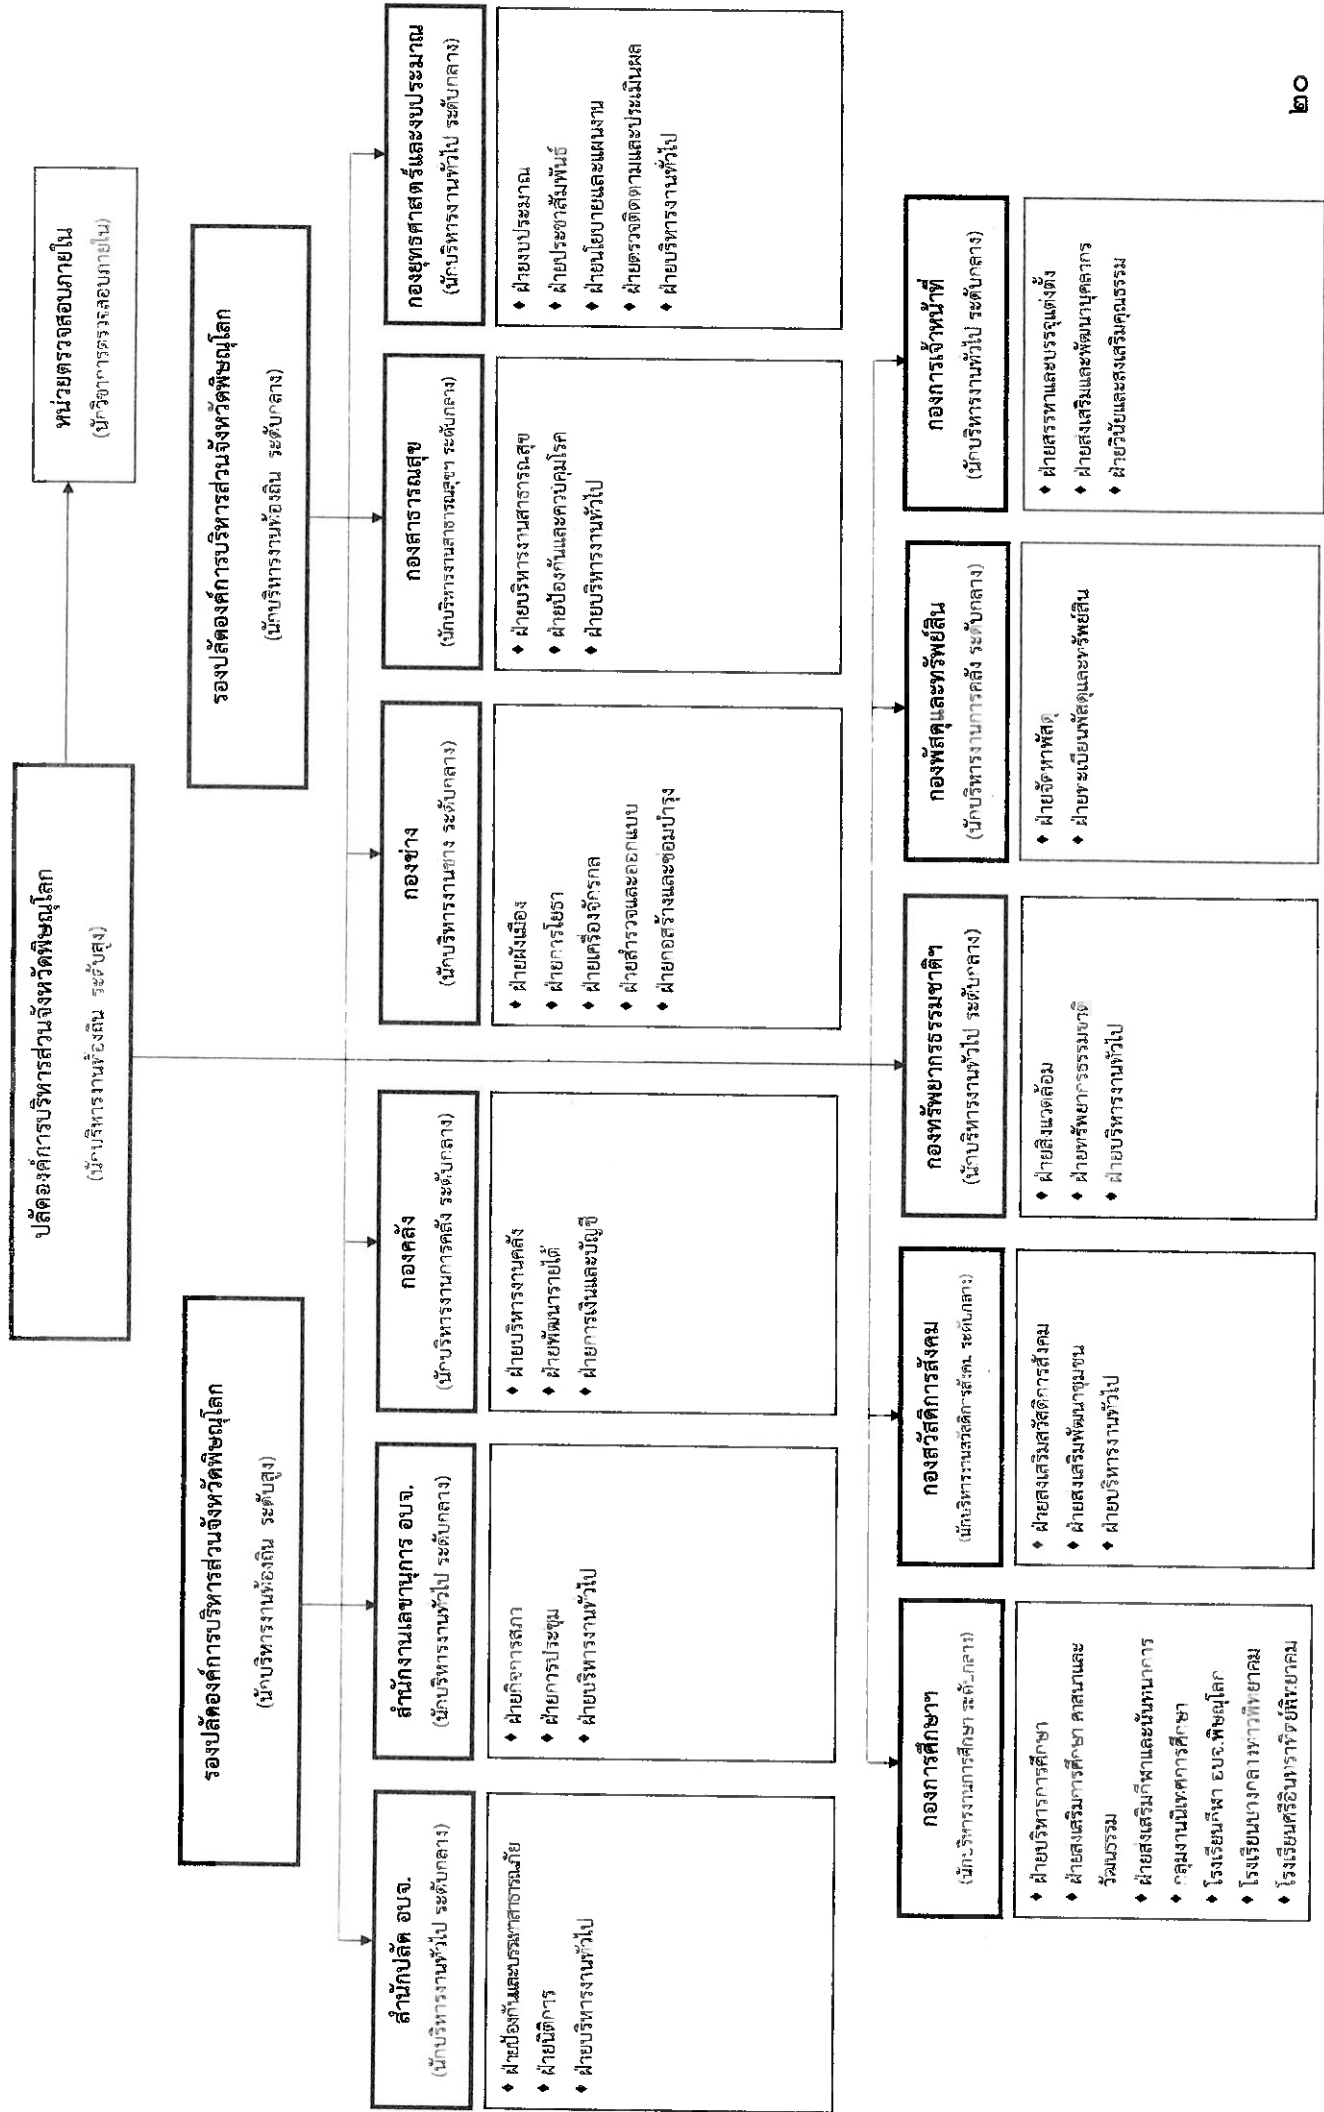 ปลัดองค์การบริหารส่วนจังหวัดพิษณุโลก
(นักบริหารงานท้องถิ่น ระดับสูง)
หน่วยตรวจสอบภายใน
(นักวิชาการตรวจสอบภายใน)
รองปลัดองค์การบริหารส่วนจังหวัดพิษณุโลก
(นักบริหารงานท้องถิ่น ระดับสูง)
รองปลัดองค์การบริหารส่วนจังหวัดพิษณุโลก
(นักบริหารงานท้องถิ่น ระดับกลาง)
สำนักปลัด อบจ.
(นักบริหารงานทั่วไป ระดับกลาง)
♦ ฝ่ายป้องกันและบรรเทาสาธารณภัย
♦ ฝ่ายนิติการ
♦ ฝ่ายบริหารงานทั่วไป
สำนักงานเลขานุการ อบจ.
(นักบริหารงานทั่วไป ระดับกลาง)
♦ ฝ่ายกิจการสภา
♦ ฝ่ายการประชุม
♦ ฝ่ายบริหารงานทั่วไป
กองคลัง
(นักบริหารงานการคลัง ระดับกลาง)
♦ ฝ่ายบริหารงานคลัง
♦ ฝ่ายพัฒนารายได้
♦ ฝ่ายการเงินและบัญชี
กองช่าง
(นักบริหารงานช่าง ระดับกลาง)
♦ ฝ่ายผังเมือง
♦ ฝ่ายการโยธา
♦ ฝ่ายเครื่องจักรกล
♦ ฝ่ายสำรวจและออกแบบ
♦ ฝ่ายก่อสร้างและซ่อมบำรุง
กองสาธารณสุข
(นักบริหารงานสาธารณสุขฯ ระดับกลาง)
♦ ฝ่ายบริหารงานสาธารณสุข
♦ ฝ่ายป้องกันและควบคุมโรค
♦ ฝ่ายบริหารงานทั่วไป
กองยุทธศาสตร์และงบประมาณ
(นักบริหารงานทั่วไป ระดับกลาง)
♦ ฝ่ายงบประมาณ
♦ ฝ่ายประชาสัมพันธ์
♦ ฝ่ายนโยบายและแผนงาน
♦ ฝ่ายตรวจติดตามและประเมินผล
♦ ฝ่ายบริหารงานทั่วไป
กองการศึกษาฯ
(นักบริหารงานการศึกษา ระดับกลาง)
♦ ฝ่ายบริหารการศึกษา
♦ ฝ่ายส่งเสริมการศึกษา ศาสนาและ
วัฒนธรรม
♦ ฝ่ายส่งเสริมกีฬาและนันทนาการ
♦ กลุ่มงานนิเทศการศึกษา
♦ โรงเรียนกีฬา อบจ.พิษณุโลก
♦ โรงเรียนบางกลางท่าวพิทยาคม
♦ โรงเรียนศรีอินทราทิตย์พิทยาคม
กองสวัสดิการสังคม
(นักบริหารงานสวัสดิการสังคม ระดับกลาง)
♦ ฝ่ายส่งเสริมสวัสดิการสังคม
♦ ฝ่ายส่งเสริมพัฒนาชุมชน
♦ ฝ่ายบริหารงานทั่วไป
กองทรัพยากรธรรมชาติฯ
(นักบริหารงานทั่วไป ระดับกลาง)
♦ ฝ่ายสิ่งแวดล้อม
♦ ฝ่ายทรัพยากรธรรมชาติ
♦ ฝ่ายบริหารงานทั่วไป
กองพัสดุและทรัพย์สิน
(นักบริหารงานการคลัง ระดับกลาง)
♦ ฝ่ายจัดหาพัสดุ
♦ ฝ่ายทะเบียนพัสดุและทรัพย์สิน
กองการเจ้าหน้าที่
(นักบริหารงานทั่วไป ระดับกลาง)
♦ ฝ่ายสรรหาและบรรจุแต่งตั้ง
♦ ฝ่ายส่งเสริมและพัฒนาบุคลากร
♦ ฝ่ายวินัยและส่งเสริมคุณธรรม
๒๐